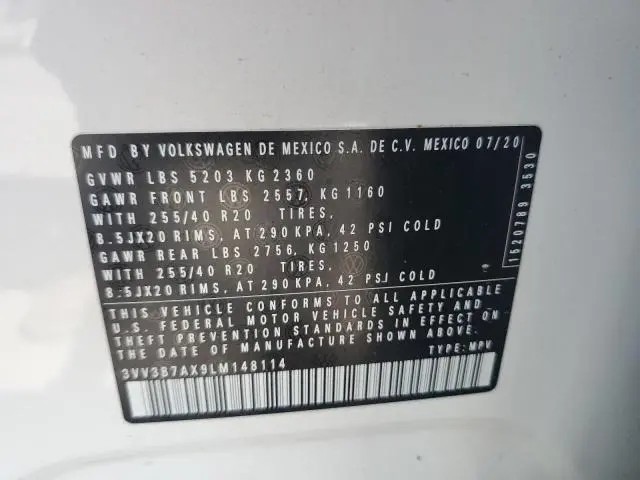 MFD BY VOLKSWAGEN DE MEXICO S.A. DE C.V. MEXICO 07/20
GVWR LBS 5203 KG 2360
GAWR FRONT LBS 2557, KG 1160
WITH 255/40 R20 TIRES,
8.5JX20 RIMS, AT 290 KPA, 42 PSI COLD
GAWR REAR LBS 2756, KG 1250
WITH 255/40 R20 TIRES,
8.5JX20 RIMS, AT 290 KPA, 42 PSI COLD
THIS VEHICLE CONFORMS TO ALL APPLICABLE
U.S. FEDERAL MOTOR VEHICLE SAFETY AND
THEFT PREVENTION STANDARDS IN EFFECT ON
THE DATE OF MANUFACTURE SHOWN ABOVE.
3VV3B7AX9LM148114 TYPE: MPV
1520789 3530